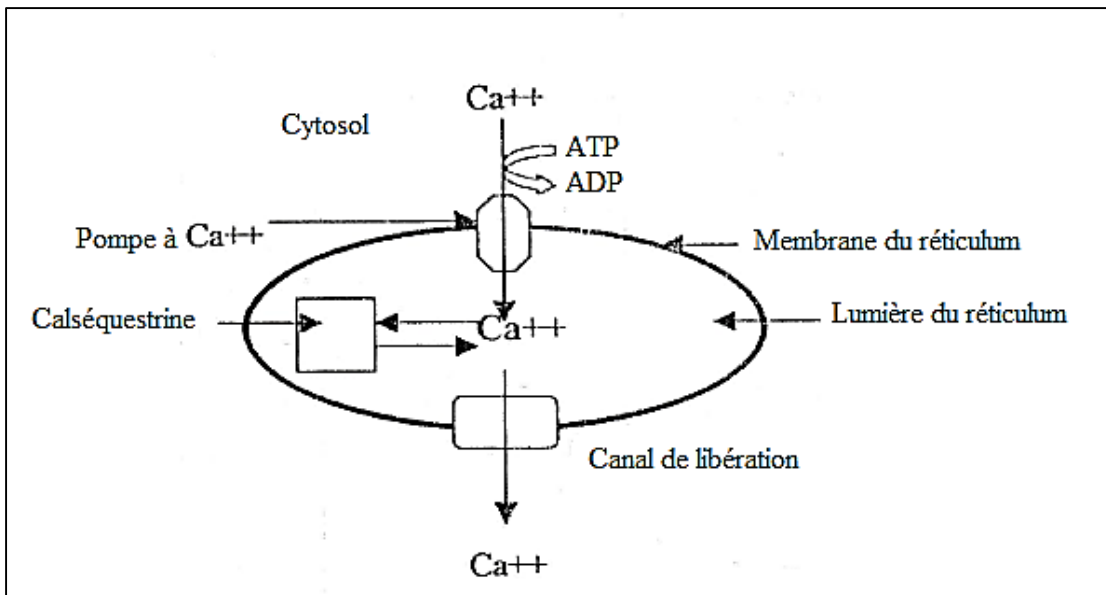 Ca++
Cytosol
ATP
ADP
Pompe à Ca++
Membrane du réticulum
Calséquestrine
Ca++
Lumière du réticulum
Canal de libération
Ca++